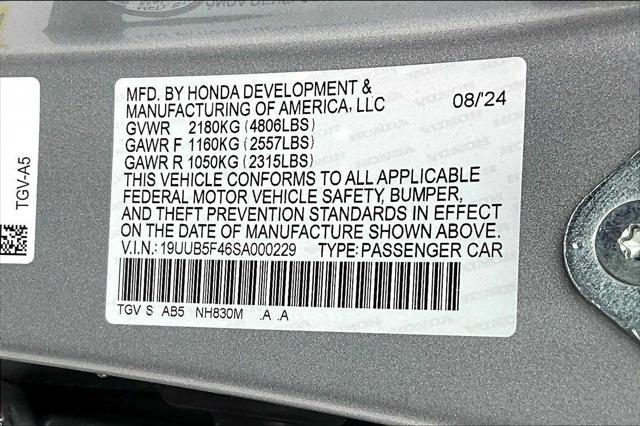 MFD. BY HONDA DEVELOPMENT &
MANUFACTURING OF AMERICA, LLC 08/'24
GVWR 2180KG (4806LBS)
GAWR F 1160KG (2557LBS)
GAWR R 1050KG (2315LBS)
THIS VEHICLE CONFORMS TO ALL APPLICABLE
FEDERAL MOTOR VEHICLE SAFETY, BUMPER,
AND THEFT PREVENTION STANDARDS IN EFFECT
ON THE DATE OF MANUFACTURE SHOWN ABOVE.
V.I.N.: 19UUB5F46SA000229 TYPE: PASSENGER CAR
TGV S AB5 NH830M .A .A
TGV-A5